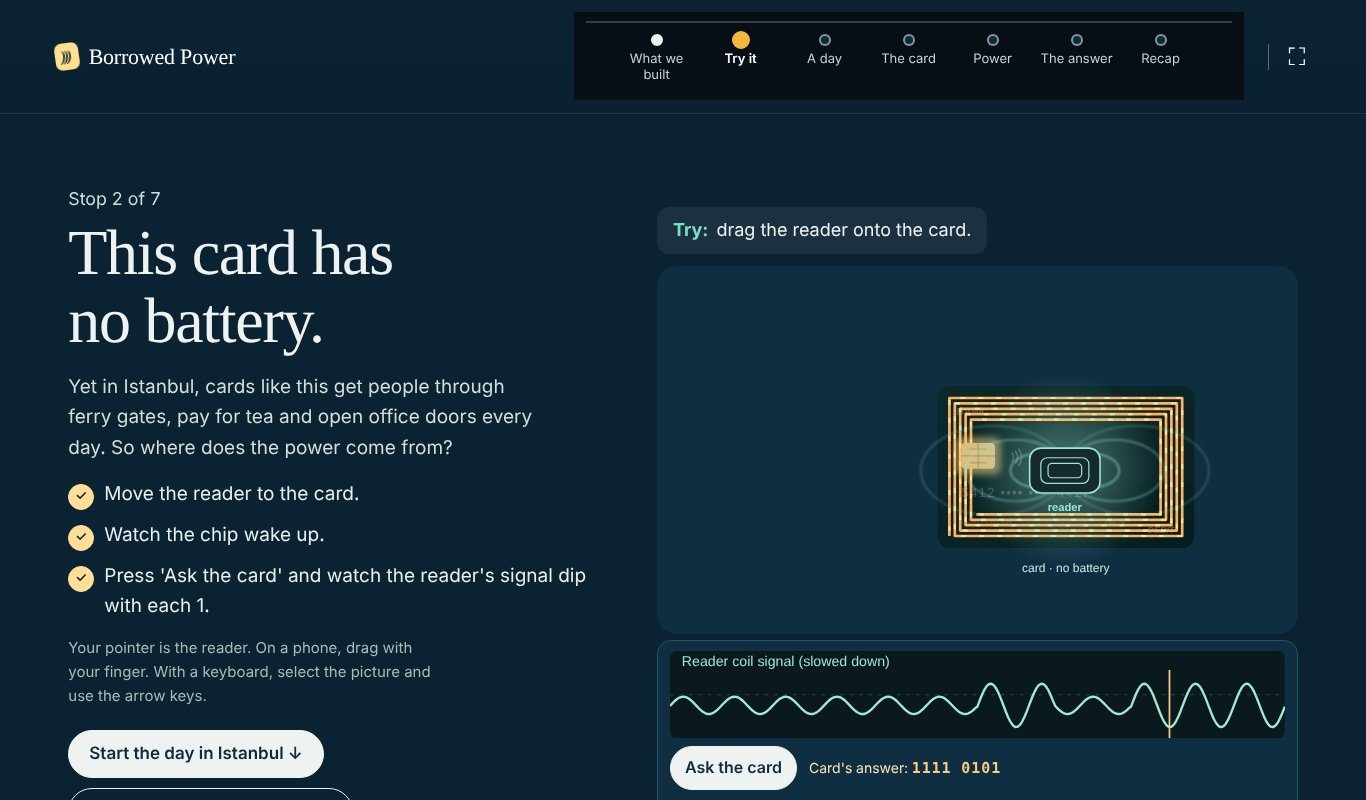 Borrowed Power
What we
built
Try it
A day
The card
Power
The answer
Recap
Stop 2 of 7
This card has
no battery.
Yet in Istanbul, cards like this get people through
ferry gates, pay for tea and open office doors every
day. So where does the power come from?
Move the reader to the card.
Watch the chip wake up.
Press 'Ask the card' and watch the reader's signal dip
with each 1.
Your pointer is the reader. On a phone, drag with
your finger. With a keyboard, select the picture and
use the arrow keys.
Start the day in Istanbul ↓
Try: drag the reader onto the card.
reader
card · no battery
Reader coil signal (slowed down)
Ask the card
Card's answer: 1111 0101